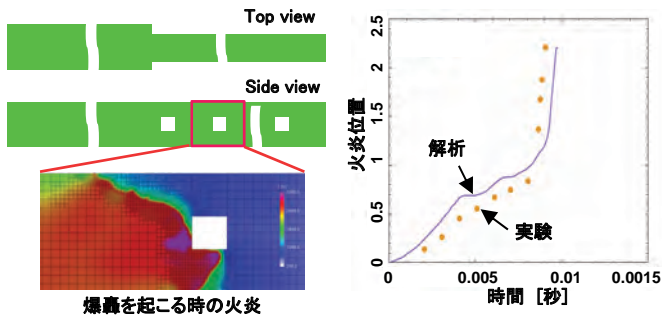 Top view
Side view
爆轟を起こる時の火炎
2.5
2
1.5
1
0.5
0
火炎位置
解析
実験
0 0.005 0.01 0.0015
時間 [秒]